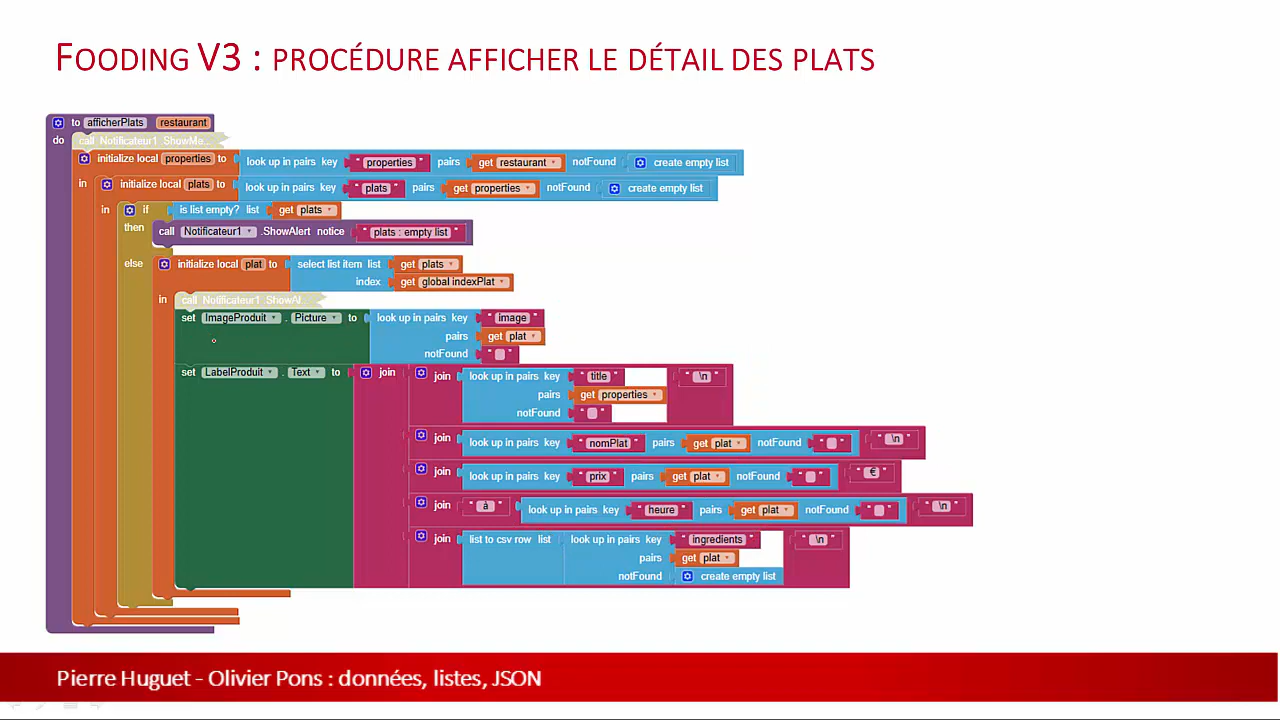 FOODING V3 : PROCÉDURE AFFICHER LE DÉTAIL DES PLATS
to afficherPlats restaurant
do call Notificateur1 ShowMe...
initialize local properties to look up in pairs key " properties " pairs get restaurant notFound create empty list
in initialize local plats to look up in pairs key " plats " pairs get properties notFound create empty list
in if is list empty? list get plats
then call Notificateur1 .ShowAlert notice " plats : empty list "
else initialize local plat to select list item list get plats
index get global indexPlat
in call Notificateur1 ShowAl...
set ImageProduit . Picture to look up in pairs key " image "
pairs get plat
notFound " "
set LabelProduit . Text to join join look up in pairs key " title " " \n "
pairs get properties
notFound " "
join look up in pairs key " nomPlat " pairs get plat notFound " " " \n "
join look up in pairs key " prix " pairs get plat notFound " " " € "
join " à " look up in pairs key " heure " pairs get plat notFound " " " \n "
join list to csv row list look up in pairs key " ingredients " " \n "
pairs get plat
notFound create empty list
Pierre Huguet - Olivier Pons : données, listes, JSON